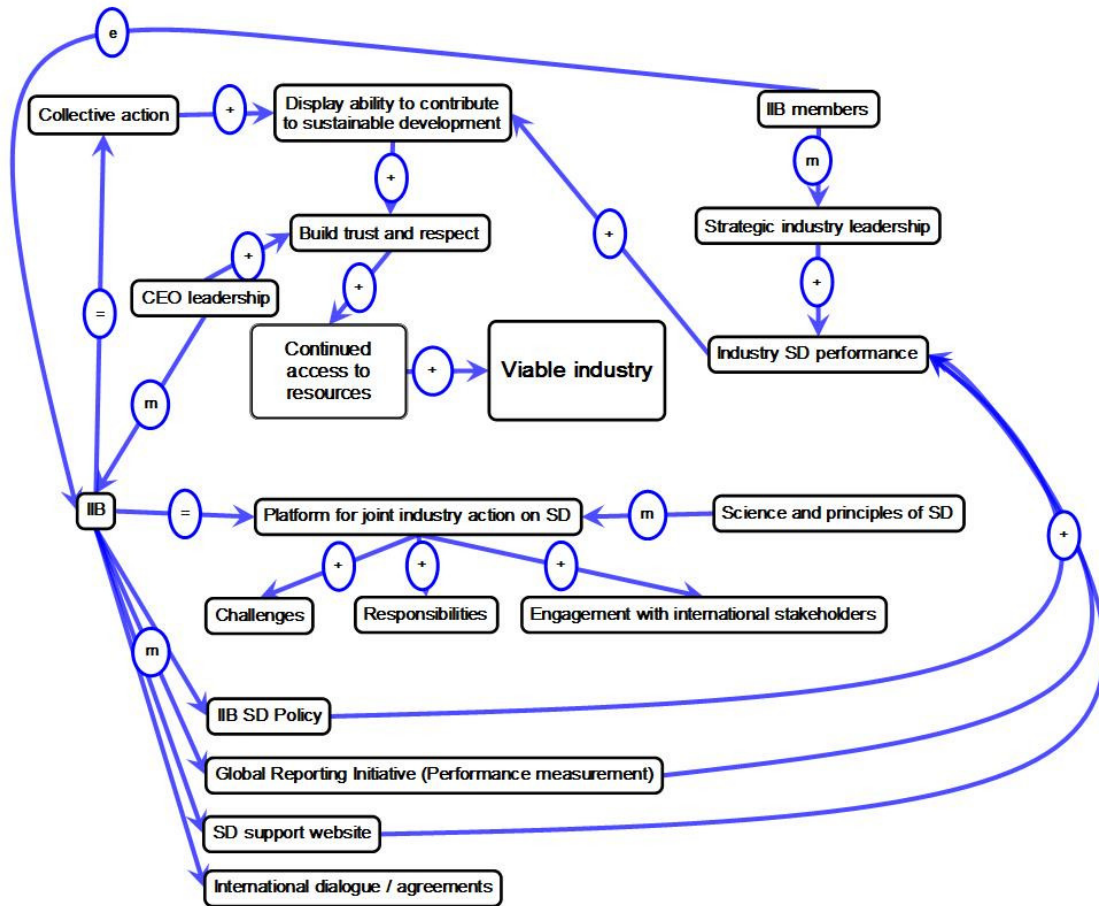 e
Collective action
+
Display ability to contribute
to sustainable development
IIB members
+
m
Build trust and respect
+
Strategic industry leadership
+
CEO leadership
+
+
=
Continued
access to
resources
+
Viable industry
Industry SD performance
m
IIB
=
Platform for joint industry action on SD
m
Science and principles of SD
+
+
+
+
Challenges
Responsibilities
Engagement with international stakeholders
m
IIB SD Policy
Global Reporting Initiative (Performance measurement)
SD support website
International dialogue / agreements